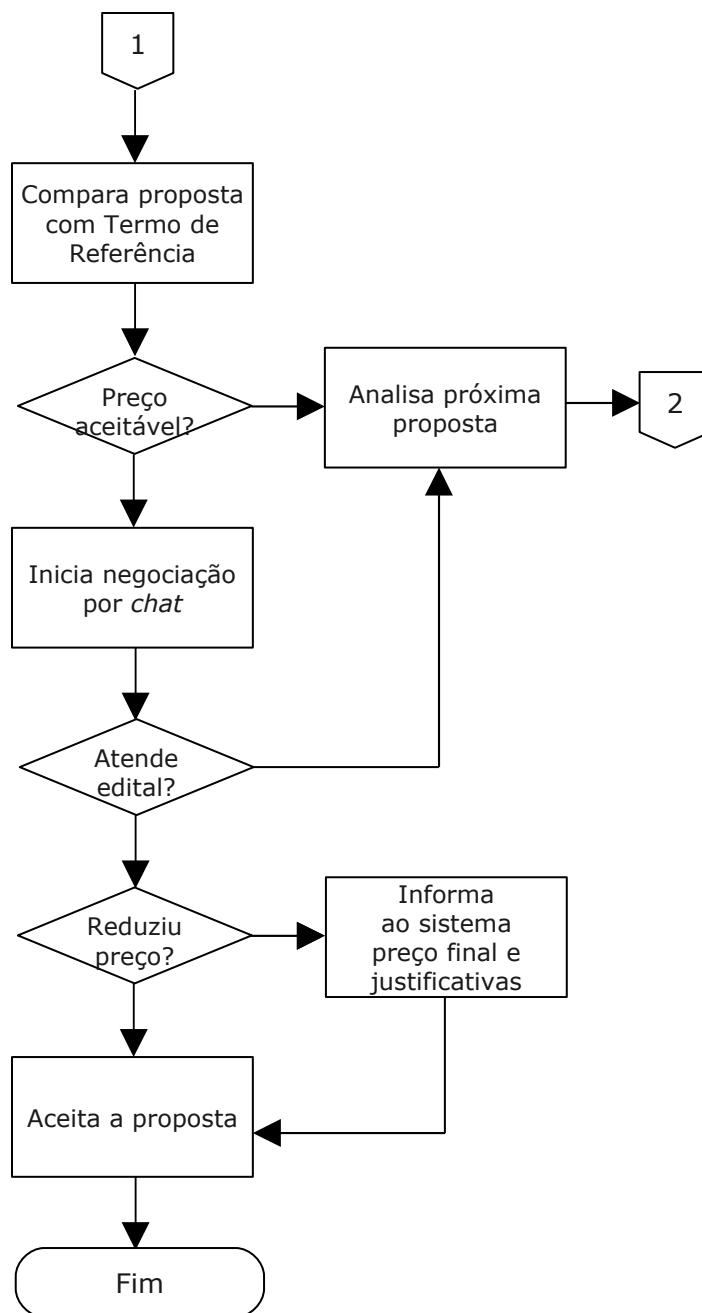 1
Compara proposta
com Termo de
Referência
Preço
aceitável?
Analisa próxima
proposta
2
Inicia negociação
por chat
Atende
edital?
Reduziu
preço?
Informa
ao sistema
preço final e
justificativas
Aceita a proposta
Fim